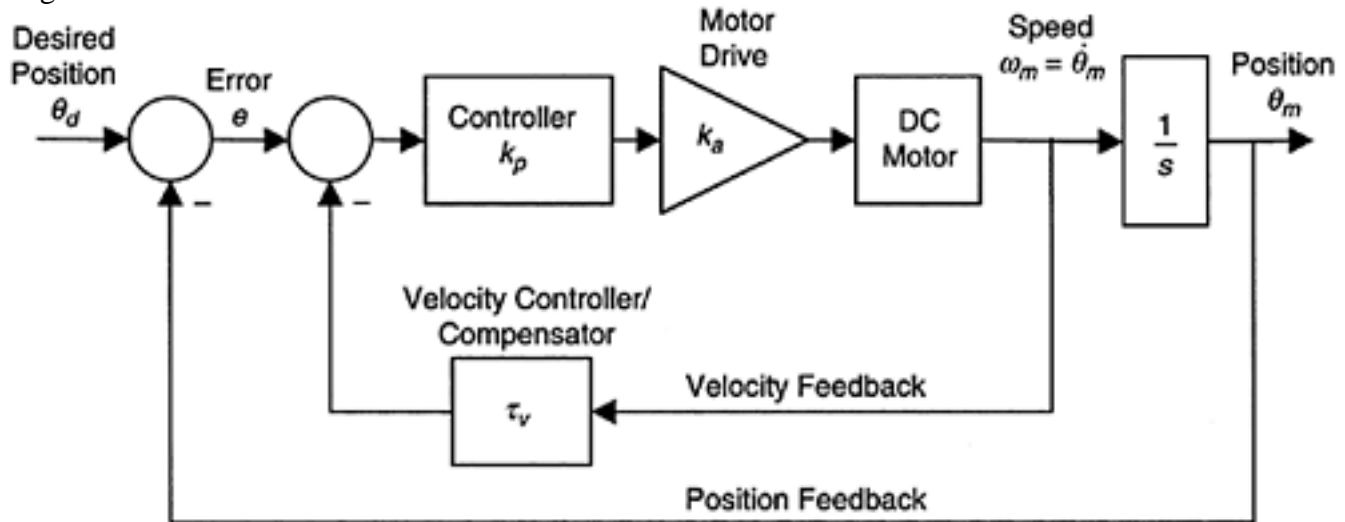 Desired
Position
θd
Error
e
Controller
kp
Motor
Drive
ka
DC
Motor
Speed
ωm = θ̇m
1
s
Position
θm
−
−
Velocity Controller/
Compensator
τv
Velocity Feedback
Position Feedback